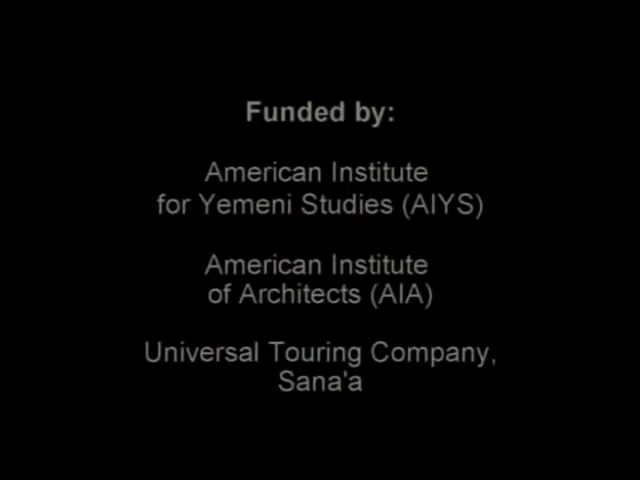 Funded by:
American Institute
for Yemeni Studies (AIYS)
American Institute
of Architects (AIA)
Universal Touring Company,
Sana'a